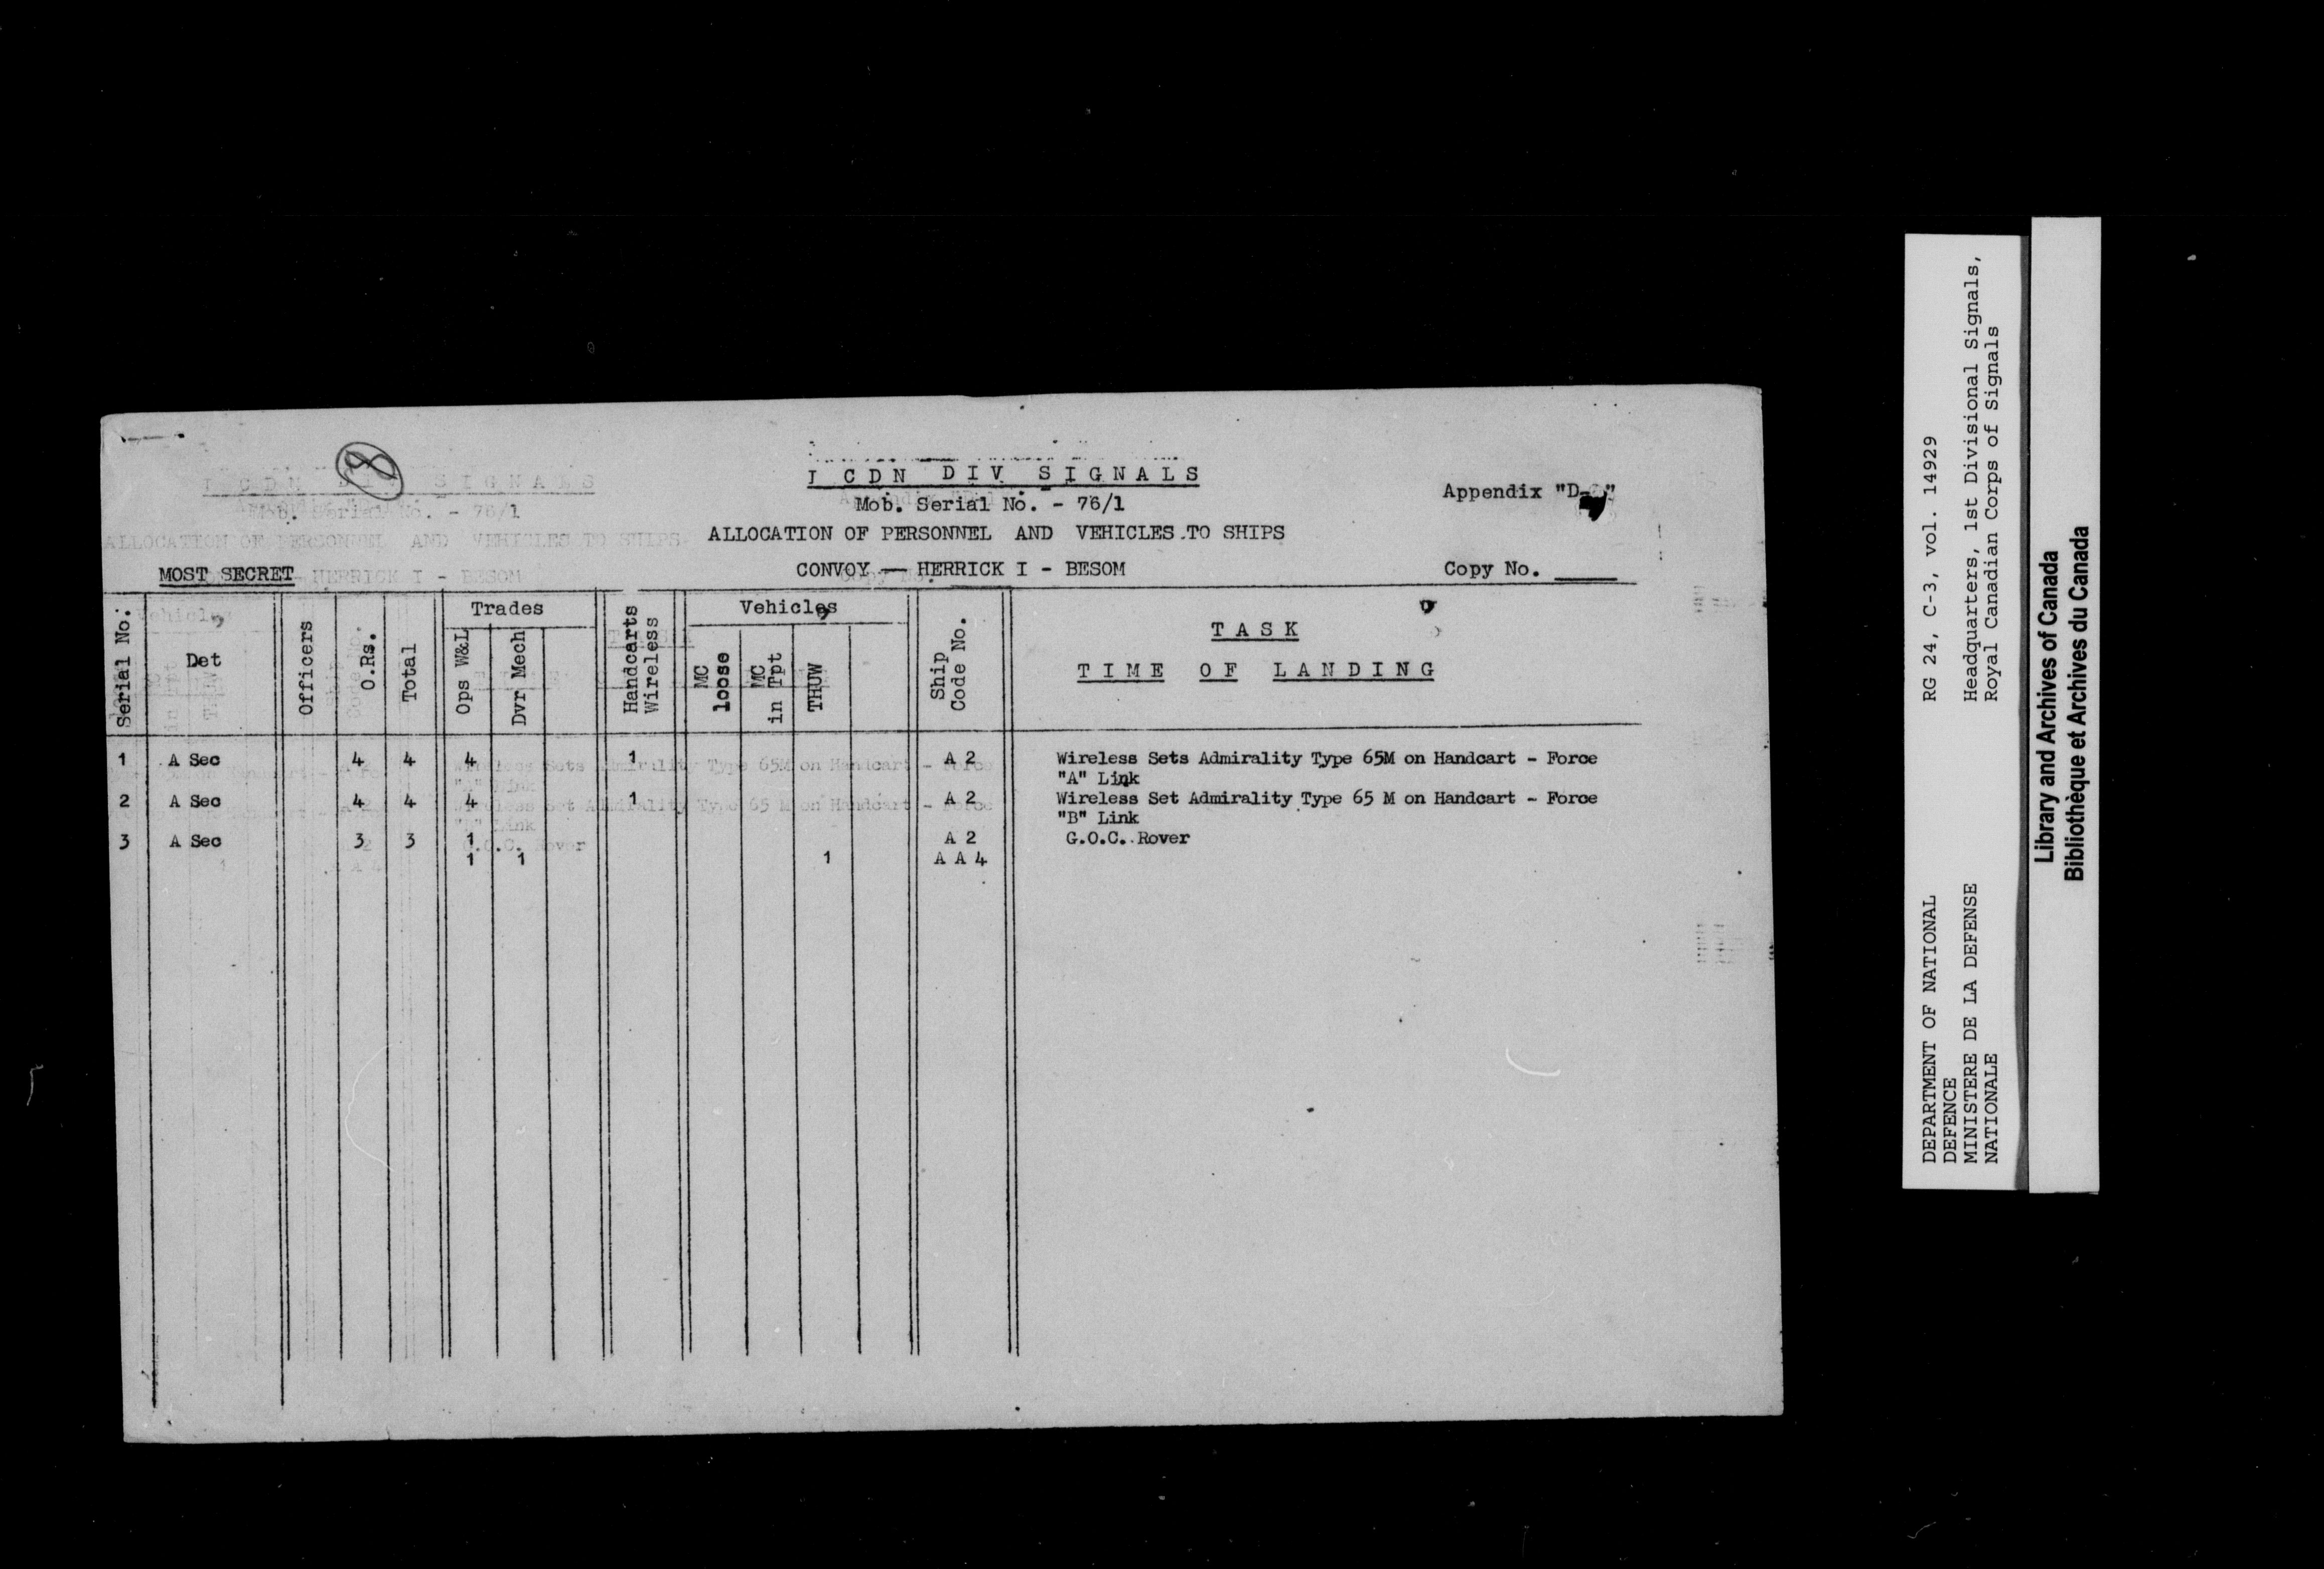 8
1 CDN DIV SIGNALS
Mob. Serial No. - 76/1
Appendix "D-
ALLOCATION OF PERSONNEL AND VEHICLES TO SHIPS
MOST SECRET
CONVOY — HERRICK I - BESOM
Copy No. ____
Serial No. Det Officers O.Rs. Total Trades Ops W&L Dvr Mech Handcarts Wireless Vehicles MC loose MC in Tpt THUW Ship Code No. TASK
TIME OF LANDING
1 A Sec 4 4 4 1 A 2 Wireless Sets Admirality Type 65M on Handcart - Force
"A" Link
2 A Sec 4 4 4 1 A 2 Wireless Set Admirality Type 65 M on Handcart - Force
"B" Link
3 A Sec 3 3 1 A 2 G.O.C. Rover
1 1 1 A A 4
DEPARTMENT OF NATIONAL
DEFENCE
MINISTERE DE LA DEFENSE
NATIONALE
RG 24, C-3, vol. 14929
Headquarters, 1st Divisional Signals,
Royal Canadian Corps of Signals
Library and Archives of Canada
Bibliothèque et Archives du Canada